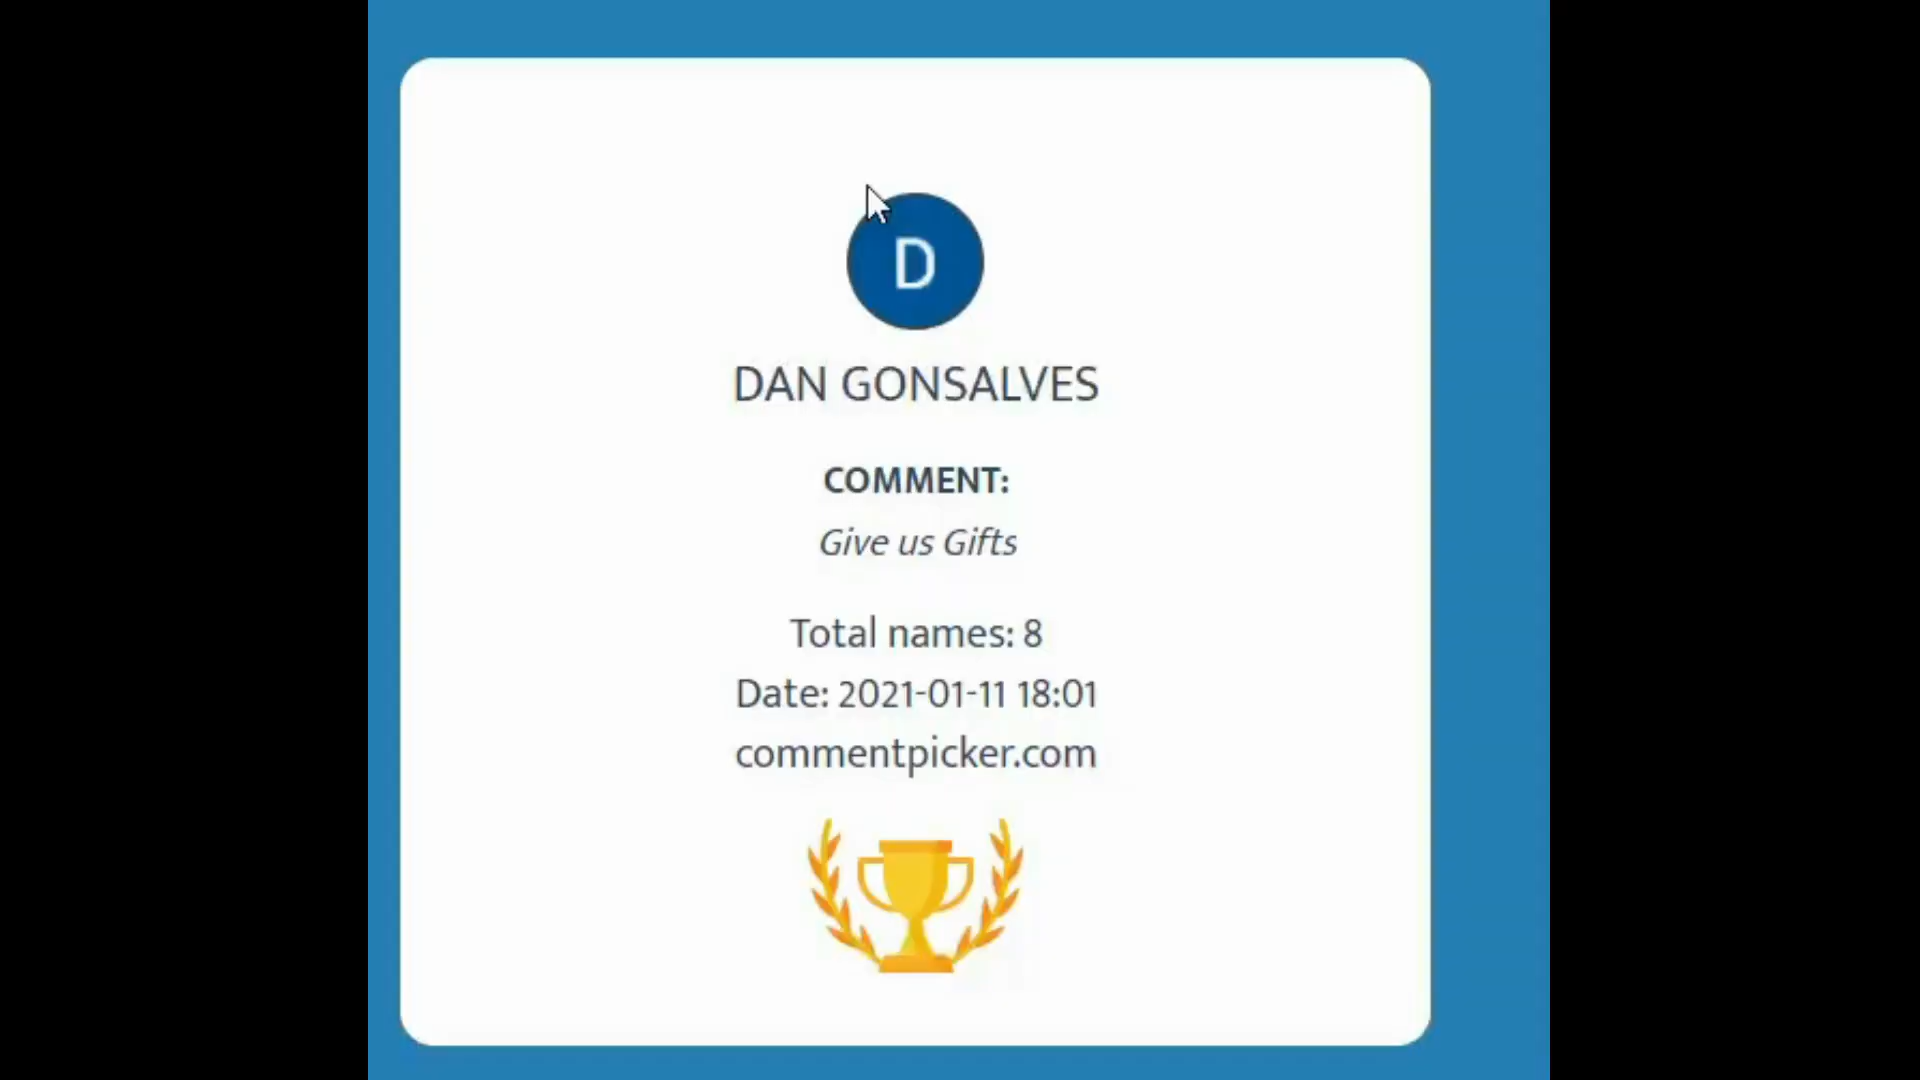 D
DAN GONSALVES
COMMENT:
Give us Gifts
Total names: 8
Date: 2021-01-11 18:01
commentpicker.com